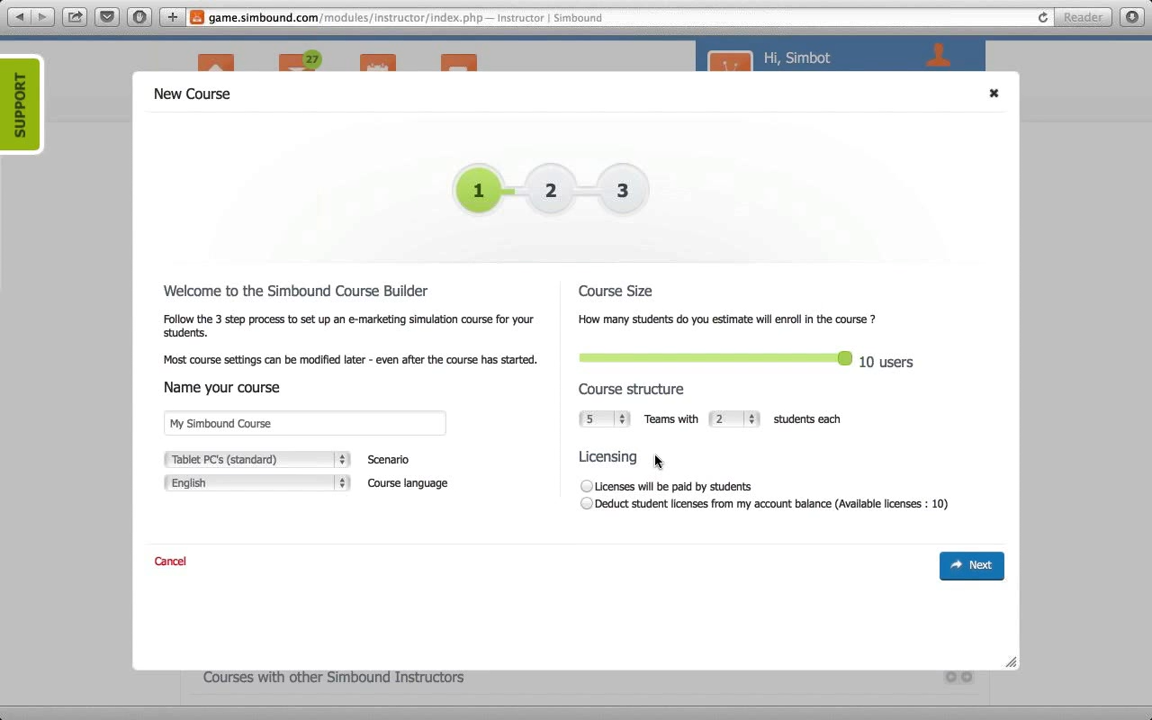 game.simbound.com/modules/instructor/index.php — Instructor | Simbound
Reader
SUPPORT
27
Hi, Simbot
New Course
1 2 3
Welcome to the Simbound Course Builder
Follow the 3 step process to set up an e-marketing simulation course for your
students.
Most course settings can be modified later - even after the course has started.
Name your course
My Simbound Course
Tablet PC's (standard) Scenario
English Course language
Course Size
How many students do you estimate will enroll in the course ?
10 users
Course structure
5 Teams with 2 students each
Licensing
Licenses will be paid by students
Deduct student licenses from my account balance (Available licenses : 10)
Cancel
Next
Courses with other Simbound Instructors